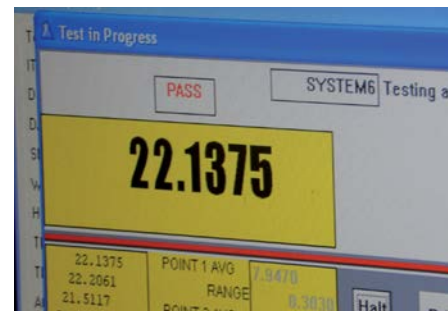 Test in Progress
PASS
SYSTEM6 Testing a
22.1375
22.1375 POINT 1 AVG 7.9470
22.2061 RANGE 0.3030
21.5117
Halt